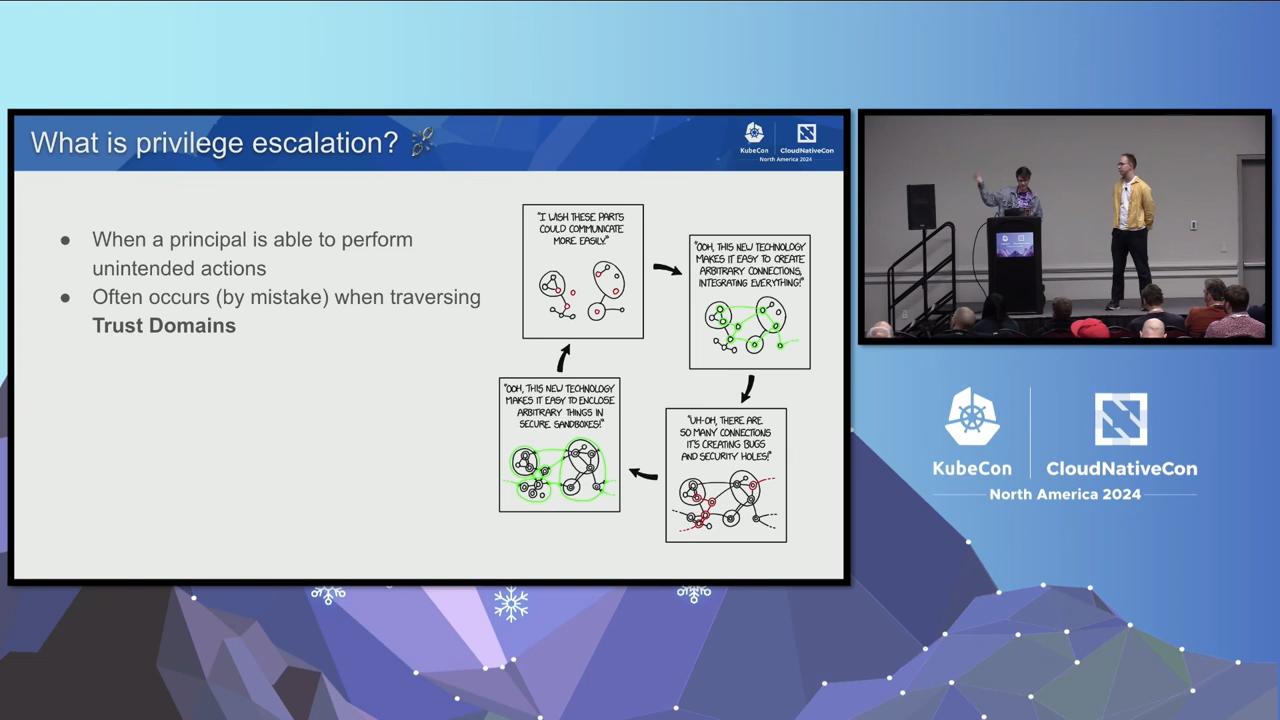 What is privilege escalation?
KubeCon
CloudNativeCon
North America 2024
● When a principal is able to perform
unintended actions
● Often occurs (by mistake) when traversing
Trust Domains
"I WISH THESE PARTS
COULD COMMUNICATE
MORE EASILY."
"OOH, THIS NEW TECHNOLOGY
MAKES IT EASY TO CREATE
ARBITRARY CONNECTIONS,
INTEGRATING EVERYTHING!"
"UH-OH, THERE ARE
SO MANY CONNECTIONS
IT'S CREATING BUGS
AND SECURITY HOLES!"
"OOH, THIS NEW TECHNOLOGY
MAKES IT EASY TO ENCLOSE
ARBITRARY THINGS IN
SECURE SANDBOXES!"
KubeCon
CloudNativeCon
North America 2024